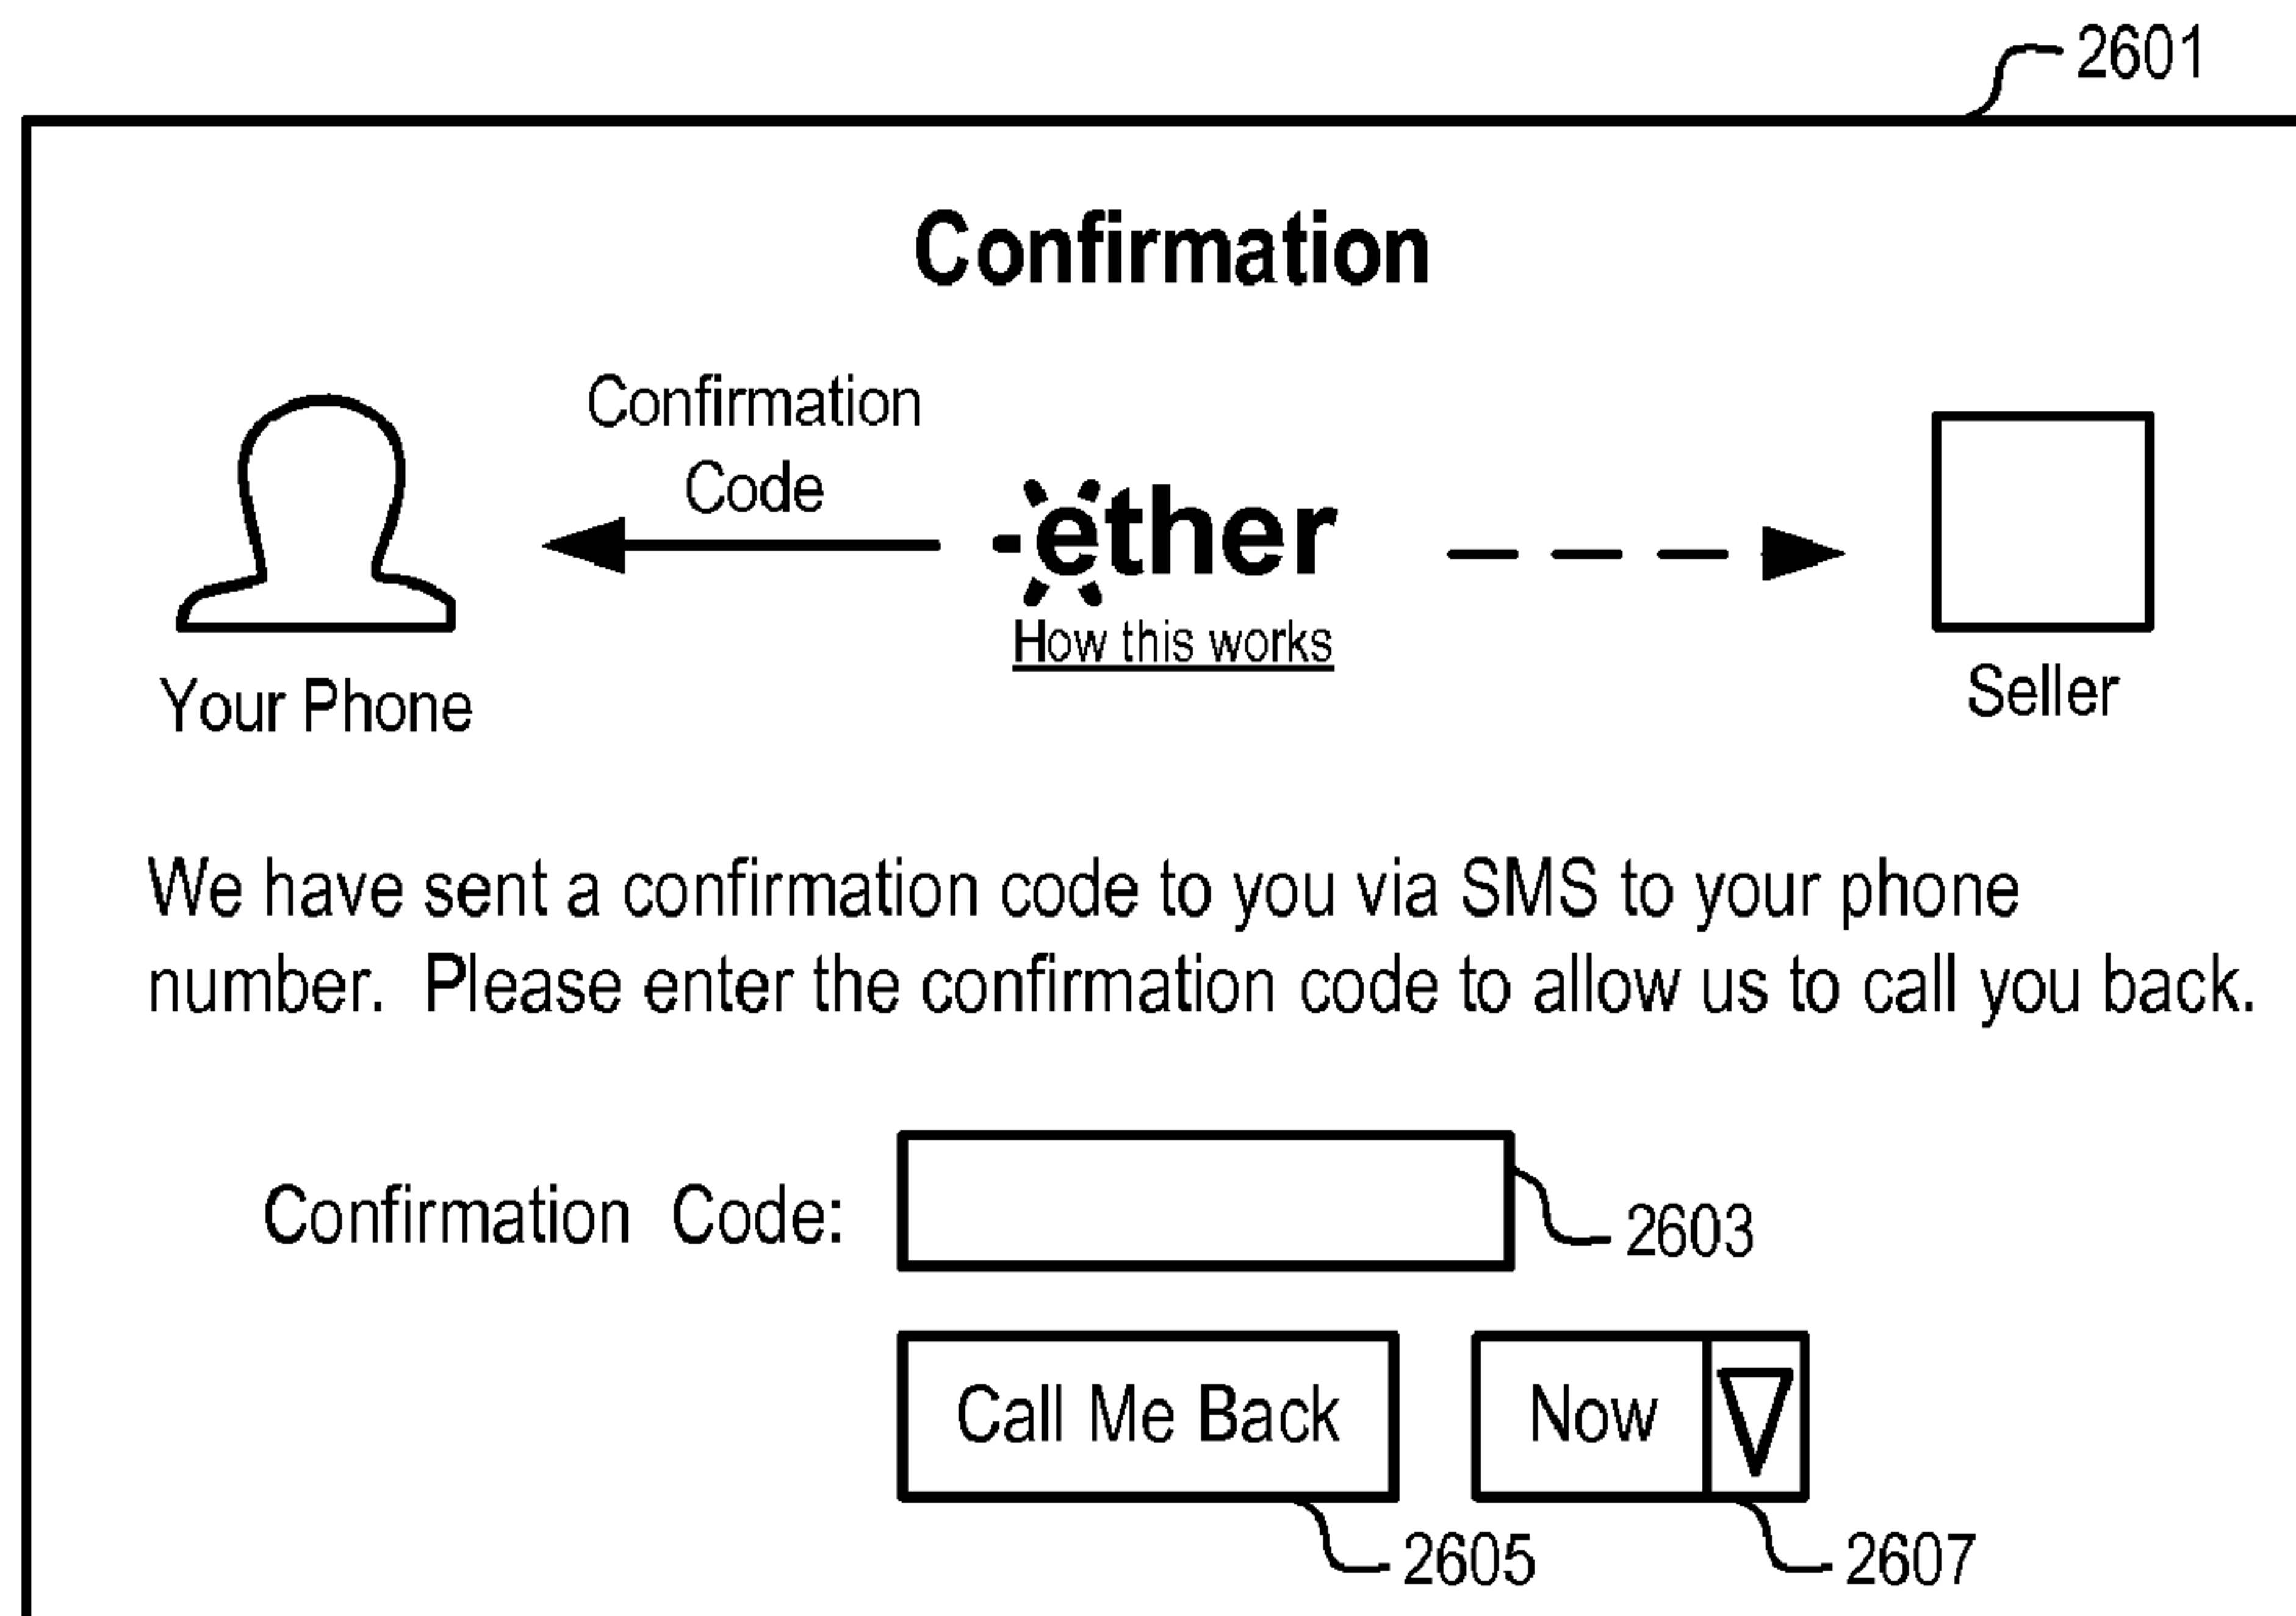 2601
Confirmation
Confirmation
Code
ether
How this works
Your Phone
Seller
We have sent a confirmation code to you via SMS to your phone
number. Please enter the confirmation code to allow us to call you back.
Confirmation Code:
2603
Call Me Back
Now
2605
2607